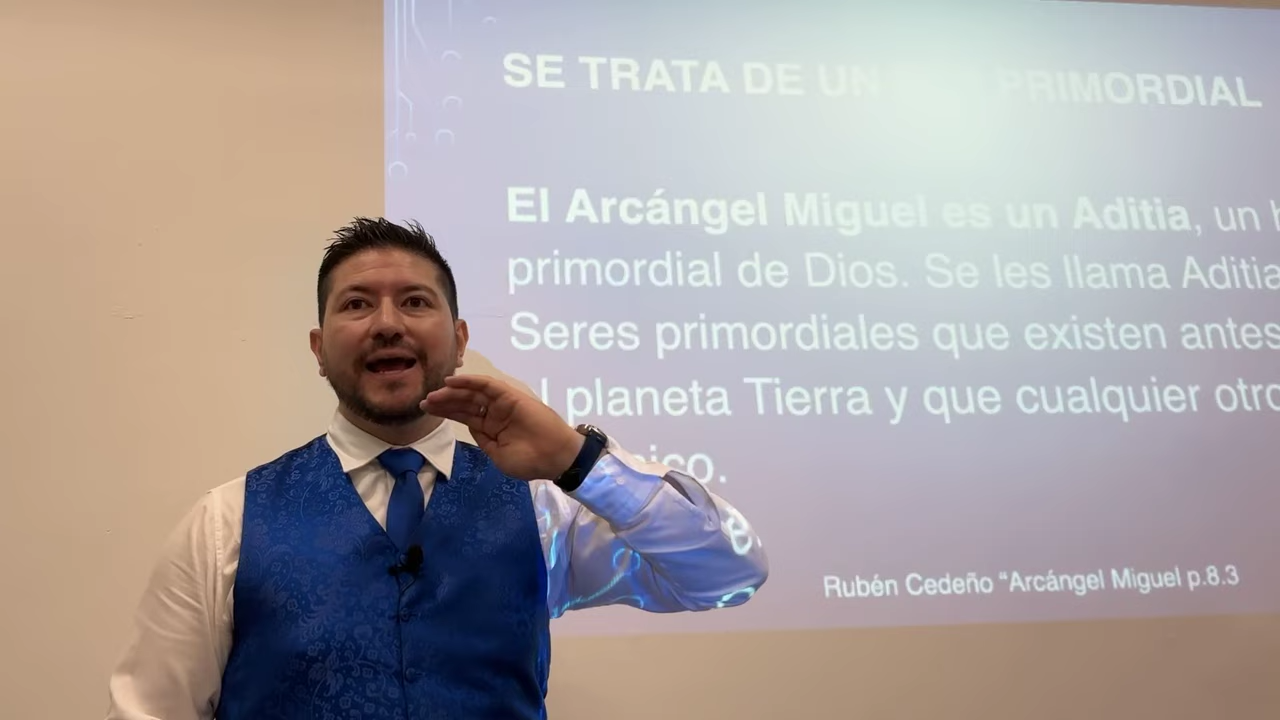 SE TRATA DE UN PRIMORDIAL
El Arcángel Miguel es un Aditia, un
primordial de Dios. Se les llama Aditia
Seres primordiales que existen antes
planeta Tierra y que cualquier otro
Rubén Cedeño “Arcángel Miguel p.8.3